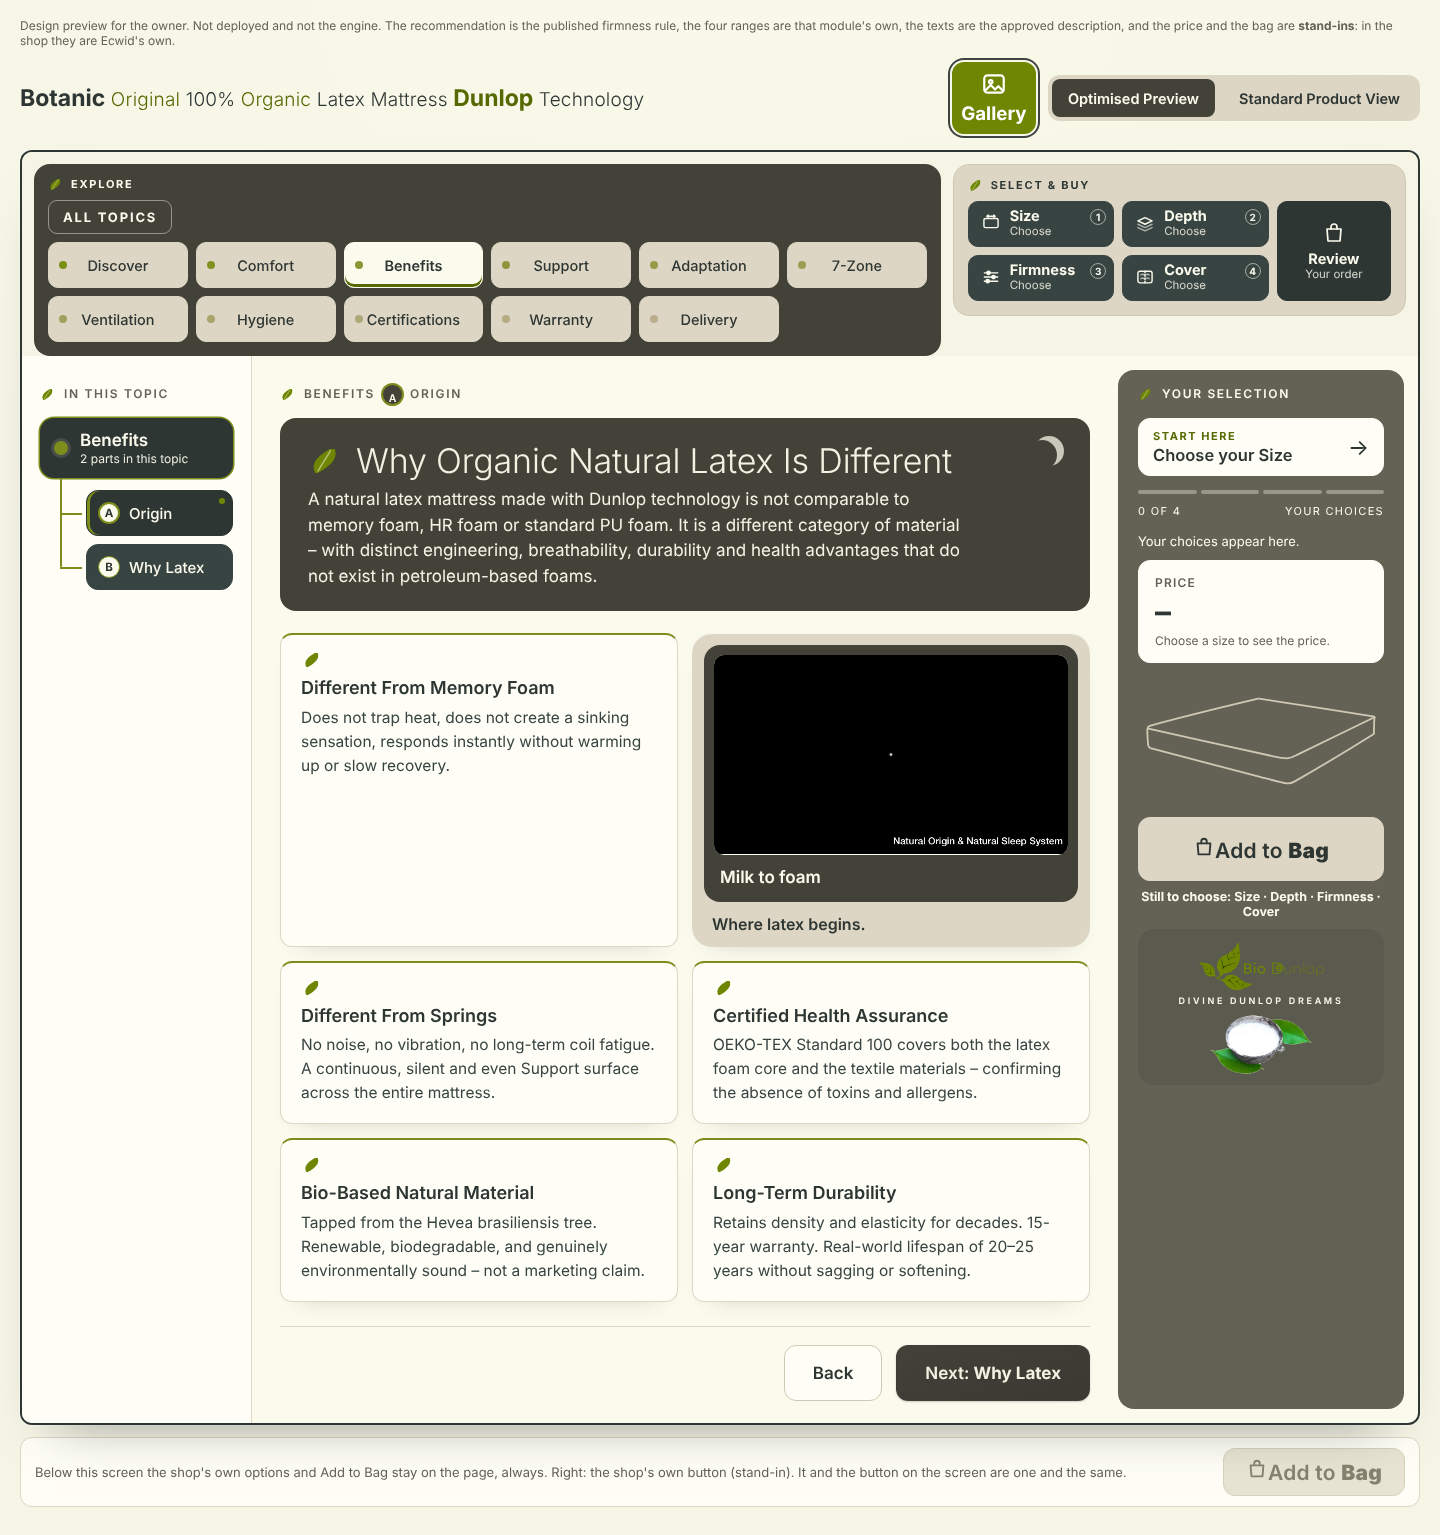 Design preview for the owner. Not deployed and not the engine. The recommendation is the published firmness rule, the four ranges are that module's own, the texts are the approved description, and the price and the bag are stand-ins: in the
shop they are Ecwid's own.
Botanic Original 100% Organic Latex Mattress Dunlop Technology
Gallery
Optimised Preview
Standard Product View
EXPLORE
ALL TOPICS
Discover
Comfort
Benefits
Support
Adaptation
7-Zone
Ventilation
Hygiene
Certifications
Warranty
Delivery
SELECT & BUY
Size
Choose
1
Depth
Choose
2
Firmness
Choose
3
Cover
Choose
4
Review
Your order
IN THIS TOPIC
Benefits
2 parts in this topic
A Origin
B Why Latex
BENEFITS A ORIGIN
Why Organic Natural Latex Is Different
A natural latex mattress made with Dunlop technology is not comparable to
memory foam, HR foam or standard PU foam. It is a different category of material
– with distinct engineering, breathability, durability and health advantages that do
not exist in petroleum-based foams.
Different From Memory Foam
Does not trap heat, does not create a sinking
sensation, responds instantly without warming
up or slow recovery.
Natural Origin & Natural Sleep System
Milk to foam
Where latex begins.
Different From Springs
No noise, no vibration, no long-term coil fatigue.
A continuous, silent and even Support surface
across the entire mattress.
Certified Health Assurance
OEKO-TEX Standard 100 covers both the latex
foam core and the textile materials – confirming
the absence of toxins and allergens.
Bio-Based Natural Material
Tapped from the Hevea brasiliensis tree.
Renewable, biodegradable, and genuinely
environmentally sound – not a marketing claim.
Long-Term Durability
Retains density and elasticity for decades. 15-
year warranty. Real-world lifespan of 20–25
years without sagging or softening.
Back
Next: Why Latex
YOUR SELECTION
START HERE
Choose your Size
0 OF 4
YOUR CHOICES
Your choices appear here.
PRICE
–
Choose a size to see the price.
Add to Bag
Still to choose: Size · Depth · Firmness ·
Cover
Bio Dunlop
DIVINE DUNLOP DREAMS
Below this screen the shop's own options and Add to Bag stay on the page, always. Right: the shop's own button (stand-in). It and the button on the screen are one and the same.
Add to Bag